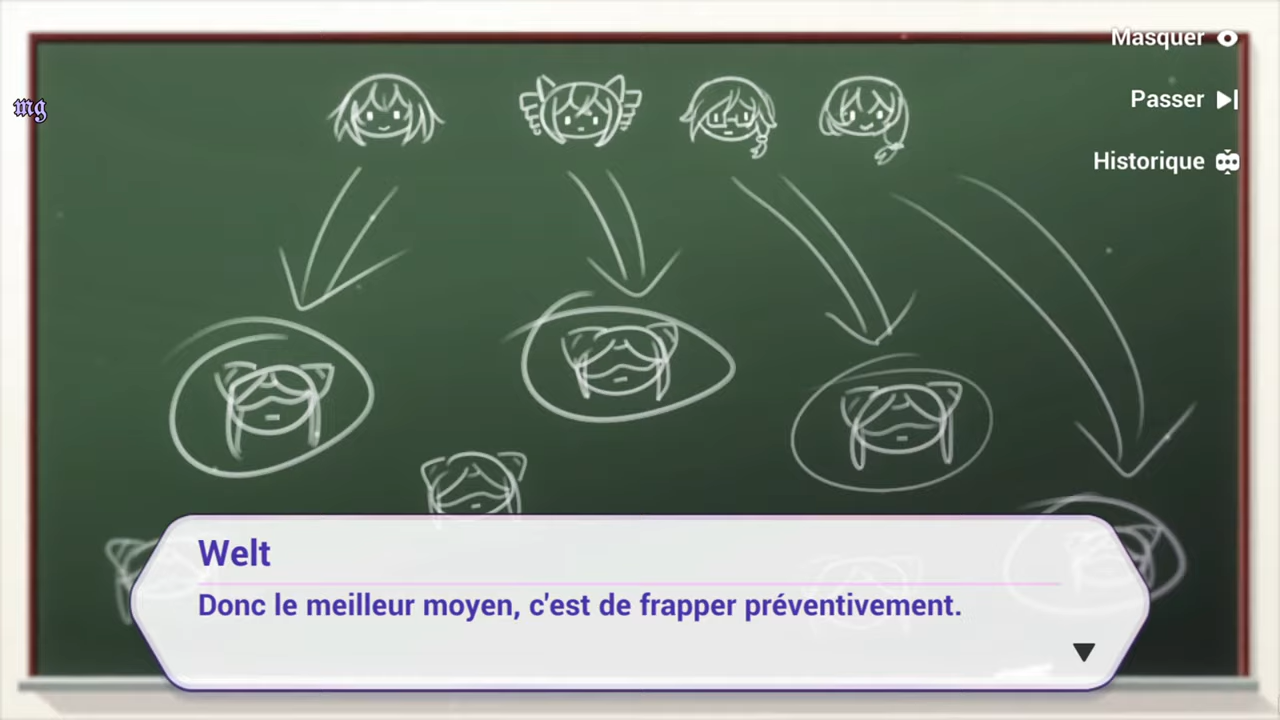 Masquer
mg
Passer
Historique
Welt
Donc le meilleur moyen, c'est de frapper préventivement.